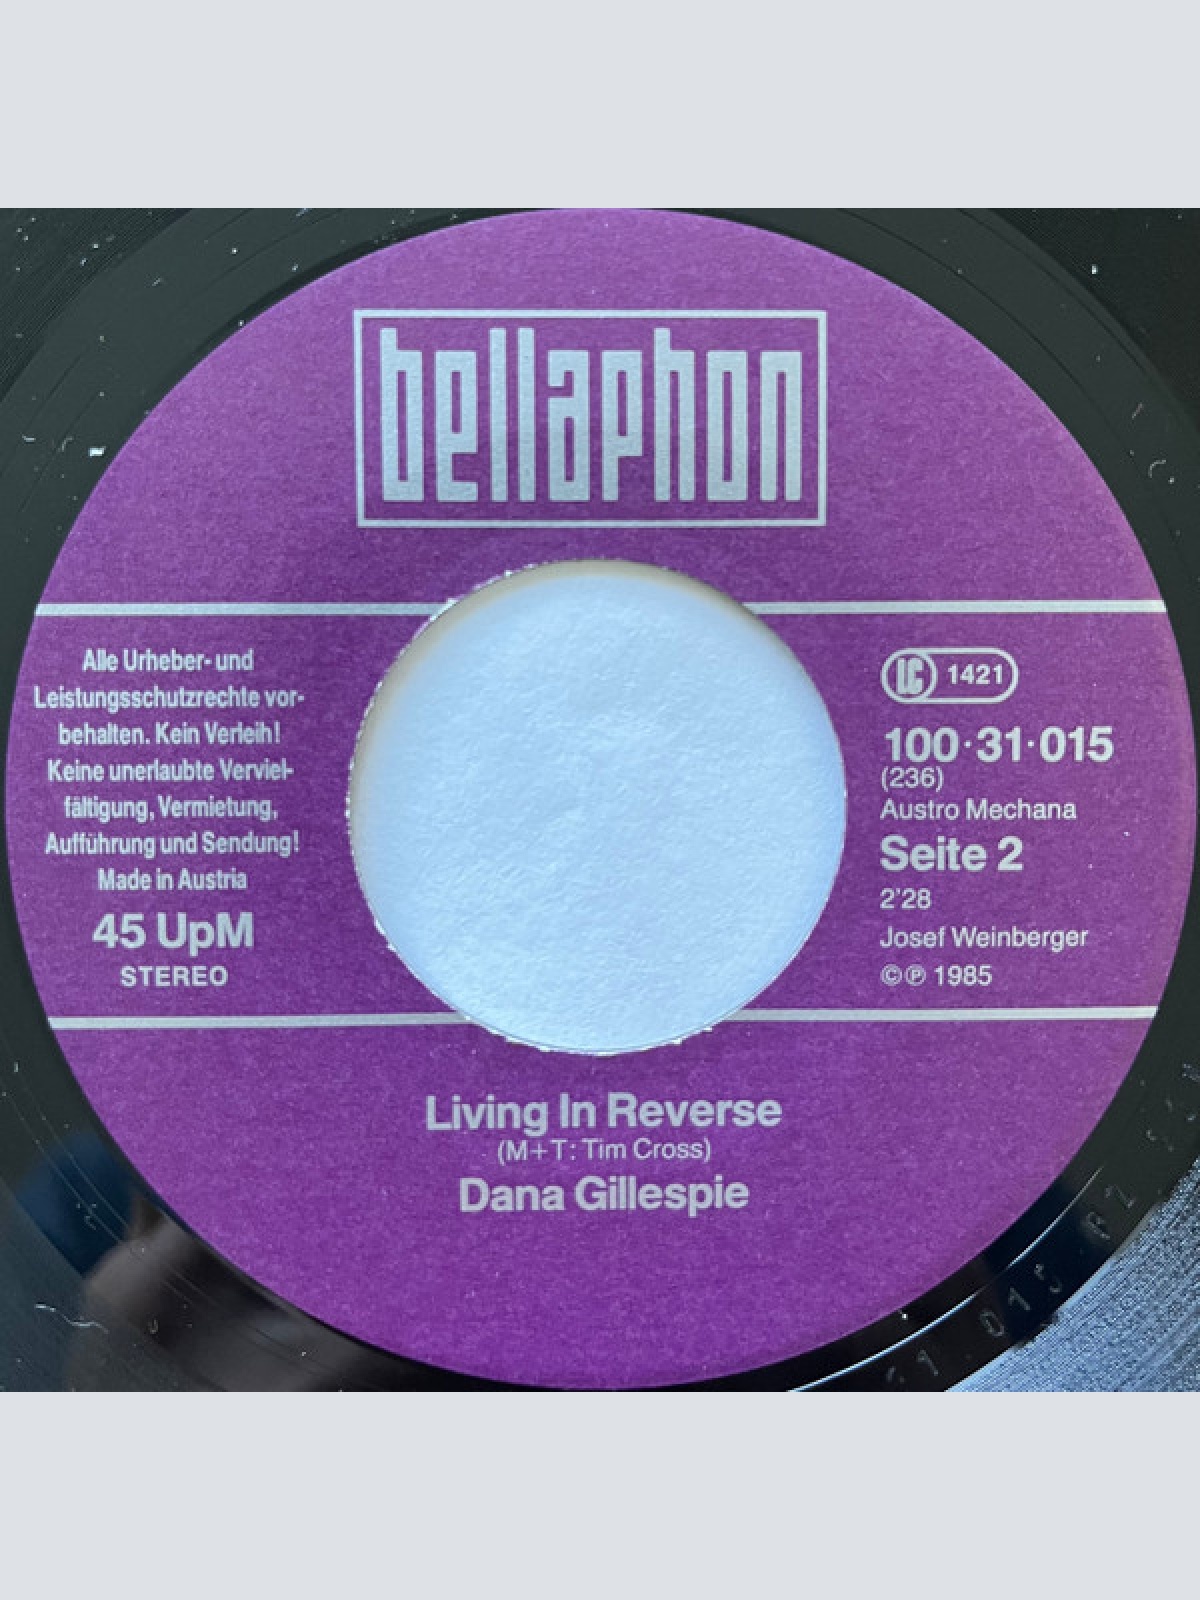 bellaphon
Alle Urheber- und
Leistungsschutzrechte vor-
behalten. Kein Verleih!
Keine unerlaubte Verviel-
fältigung, Vermietung,
Aufführung und Sendung!
Made in Austria
45 UpM
STEREO
LC 1421
100·31·015
(236)
Austro Mechana
Seite 2
2'28
Josef Weinberger
©℗ 1985
Living In Reverse
(M+T: Tim Cross)
Dana Gillespie